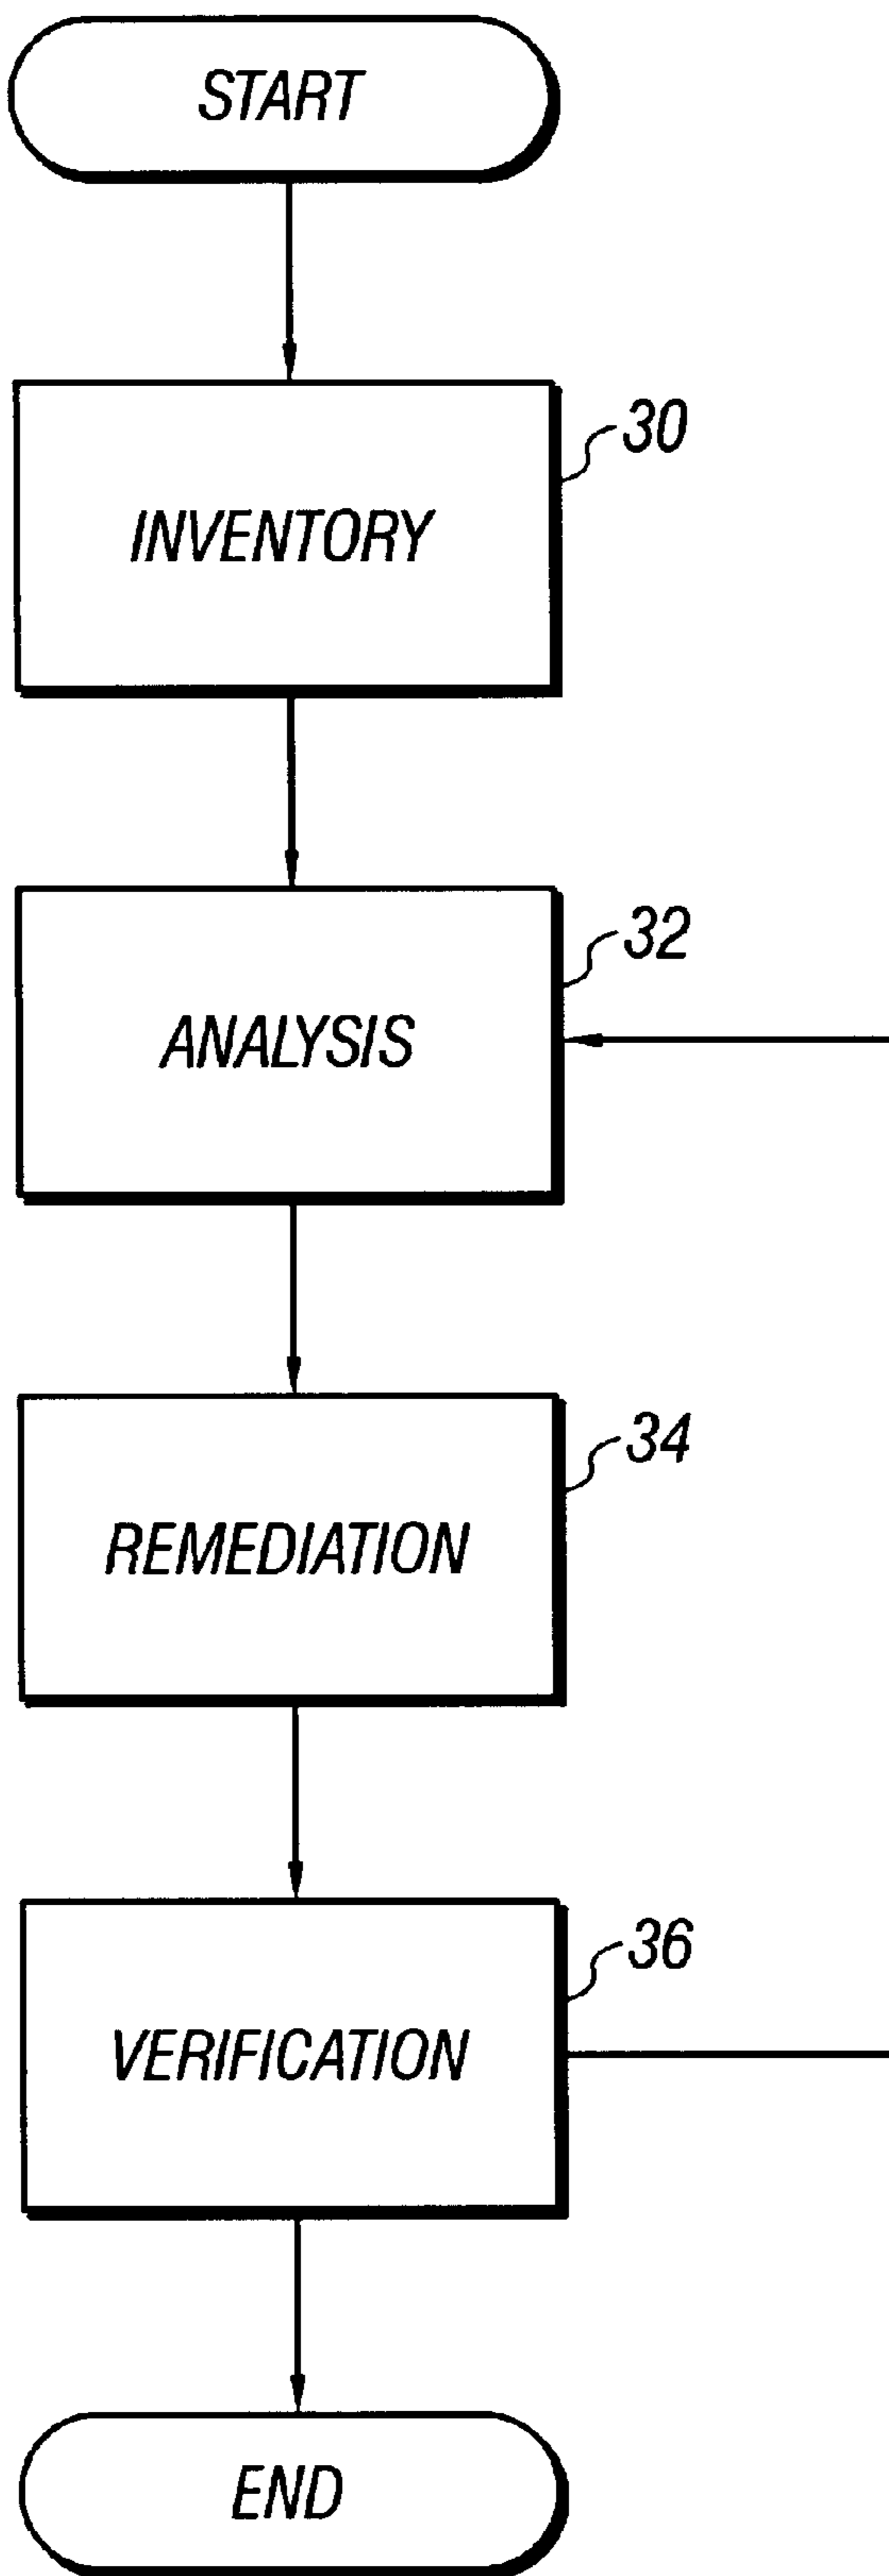 START
30
INVENTORY
32
ANALYSIS
34
REMEDIATION
36
VERIFICATION
END